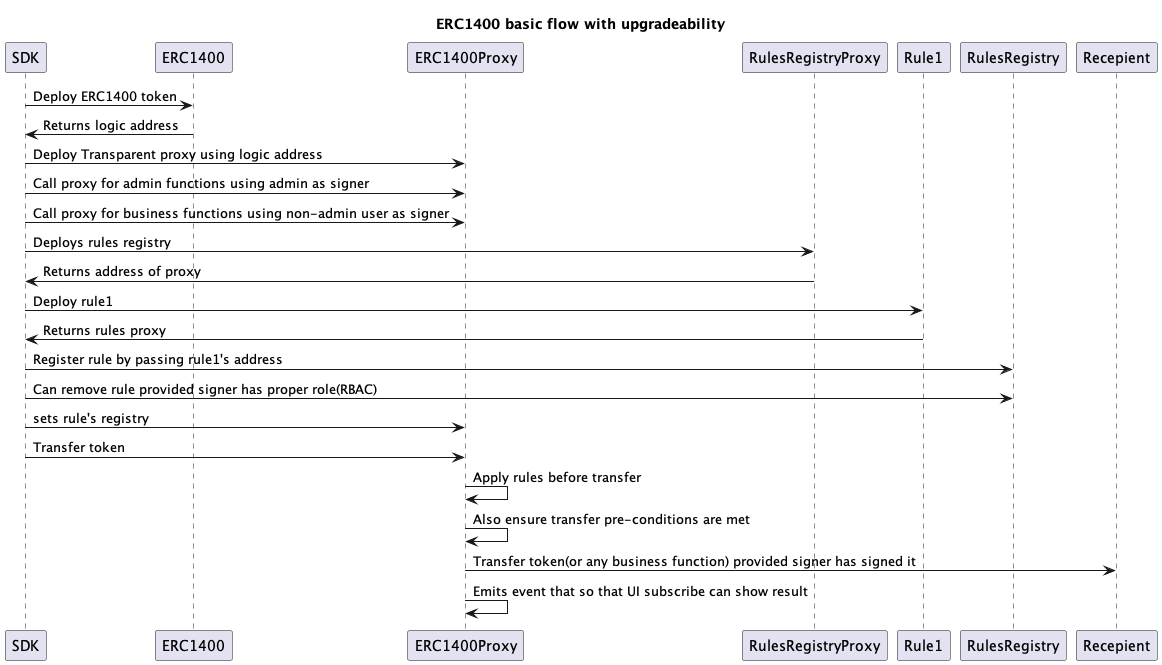 ERC1400 basic flow with upgradeability
SDK
ERC1400
ERC1400Proxy
RulesRegistryProxy
Rule1
RulesRegistry
Recepient
Deploy ERC1400 token
Returns logic address
Deploy Transparent proxy using logic address
Call proxy for admin functions using admin as signer
Call proxy for business functions using non-admin user as signer
Deploys rules registry
Returns address of proxy
Deploy rule1
Returns rules proxy
Register rule by passing rule1's address
Can remove rule provided signer has proper role(RBAC)
sets rule's registry
Transfer token
Apply rules before transfer
Also ensure transfer pre-conditions are met
Transfer token(or any business function) provided signer has signed it
Emits event that so that UI subscribe can show result
SDK
ERC1400
ERC1400Proxy
RulesRegistryProxy
Rule1
RulesRegistry
Recepient